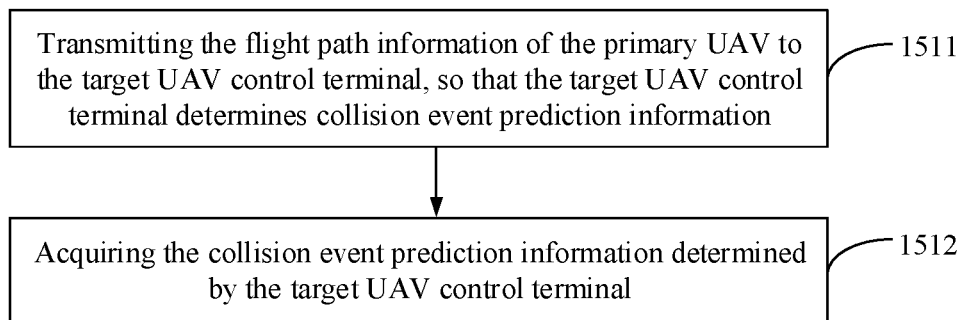 Transmitting the flight path information of the primary UAV to
the target UAV control terminal, so that the target UAV control
terminal determines collision event prediction information
1511
Acquiring the collision event prediction information determined
by the target UAV control terminal
1512